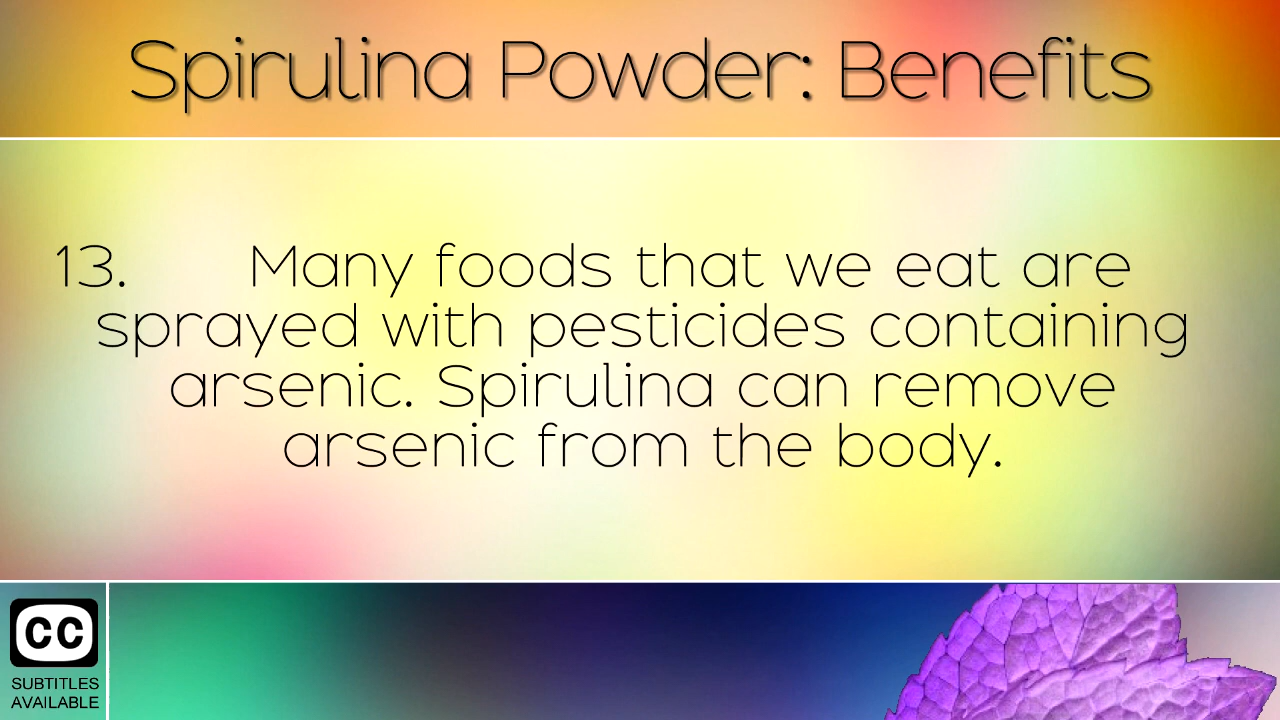 Spirulina Powder: Benefits
13. Many foods that we eat are
sprayed with pesticides containing
arsenic. Spirulina can remove
arsenic from the body.
CC
SUBTITLES
AVAILABLE